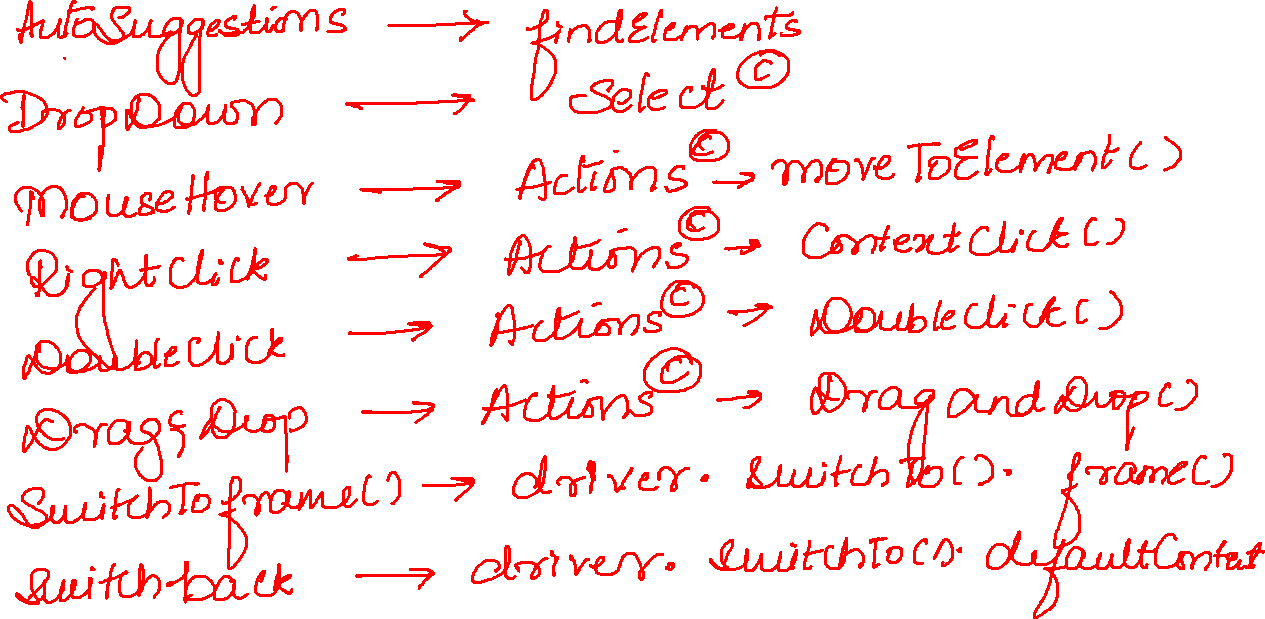 AutoSuggestions → findElements
DropDown → Select ©
MouseHover → Actions © → moveToElement()
RightClick → Actions © → ContextClick()
DoubleClick → Actions © → DoubleClick()
Drag & Drop → Actions © → DragandDrop()
SwitchToframe() → driver. SwitchTo(). frame()
Switchback → driver. SwitchTo(). defaultContent